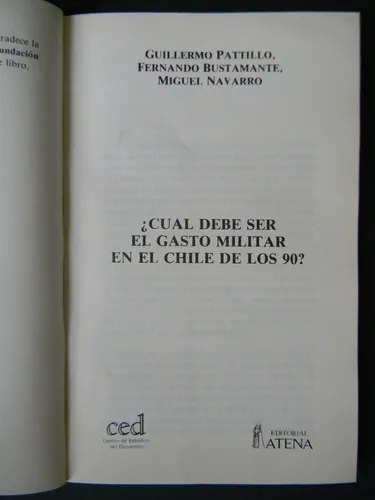 radece la
undación
e libro,
GUILLERMO PATTILLO,
FERNANDO BUSTAMANTE,
MIGUEL NAVARRO
¿CUAL DEBE SER
EL GASTO MILITAR
EN EL CHILE DE LOS 90?
ced
Centro de Estudios
del Desarrollo
EDITORIAL
ATENA